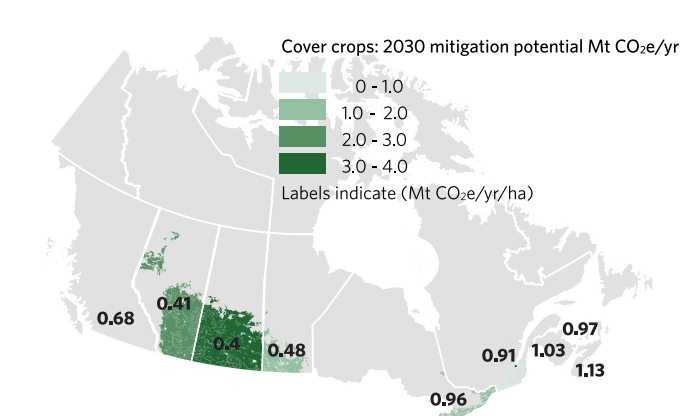 Cover crops: 2030 mitigation potential Mt CO₂e/yr
0 - 1.0
1.0 - 2.0
2.0 - 3.0
3.0 - 4.0
Labels indicate (Mt CO₂e/yr/ha)
0.68
0.41
0.4
0.48
0.91
1.03
0.97
1.13
0.96